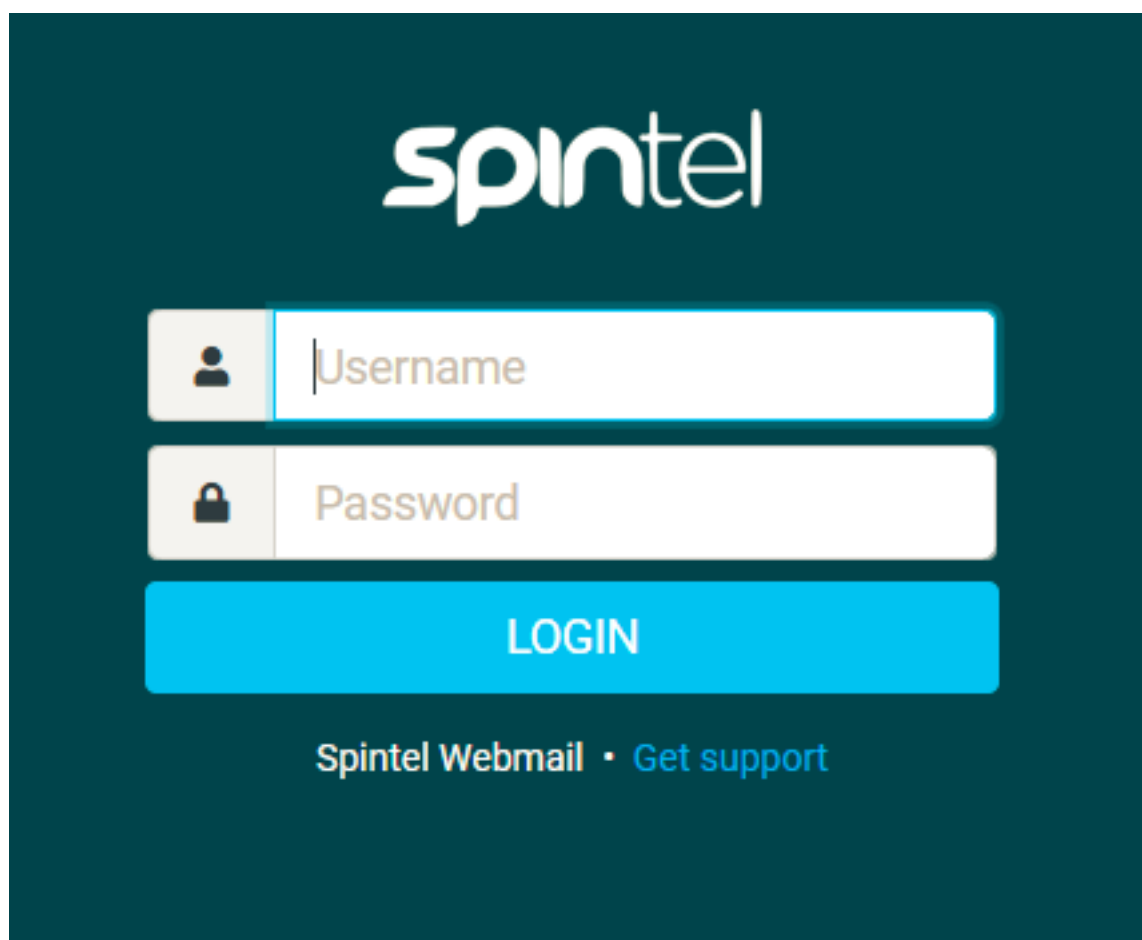 spintel
Username
Password
LOGIN
Spintel Webmail • Get support